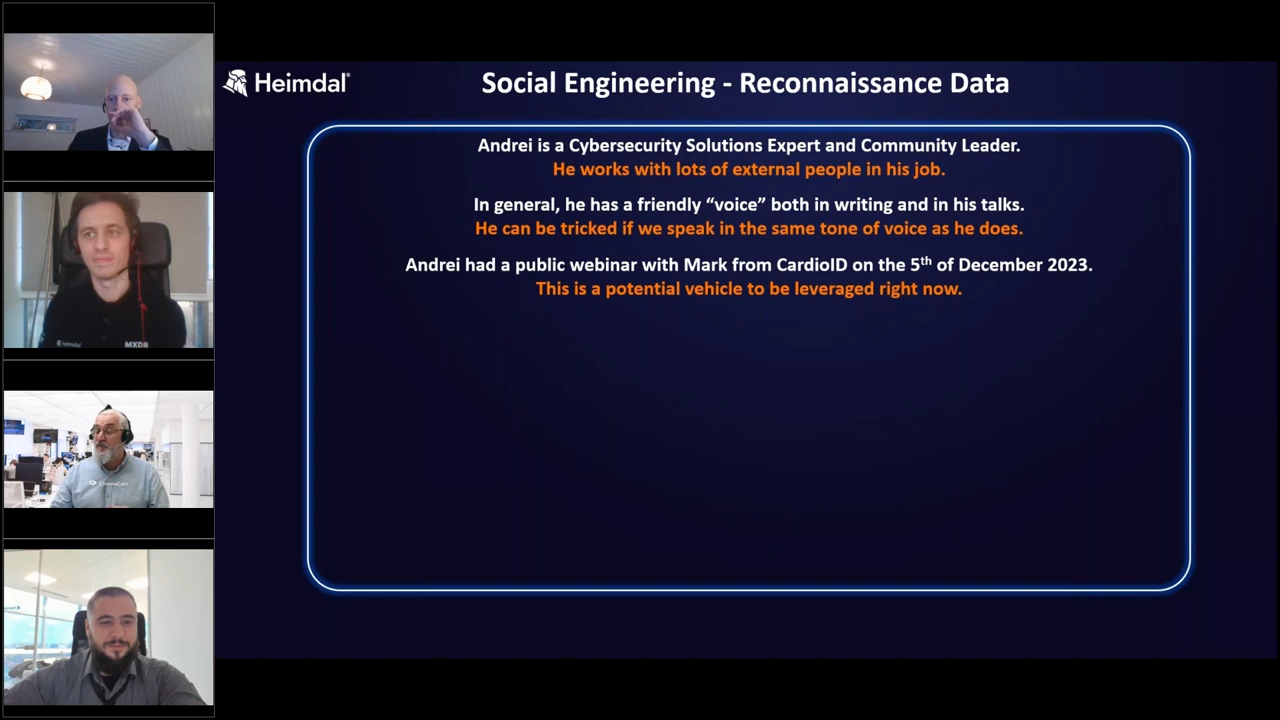 Heimdal®
Social Engineering - Reconnaissance Data
Andrei is a Cybersecurity Solutions Expert and Community Leader.
He works with lots of external people in his job.
In general, he has a friendly “voice” both in writing and in his talks.
He can be tricked if we speak in the same tone of voice as he does.
Andrei had a public webinar with Mark from CardioID on the 5th of December 2023.
This is a potential vehicle to be leveraged right now.
heimdal
MXDR